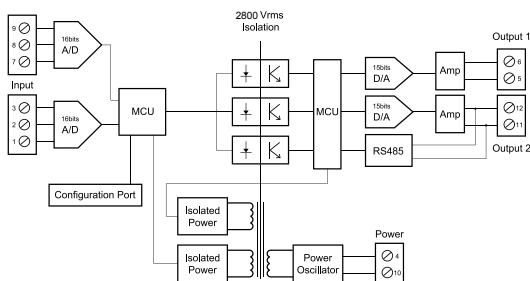 2800 Vrms
Isolation
Output 1
9
8
7
16bits
A/D
Input
3
2
1
16bits
A/D
MCU
MCU
15bits
D/A
Amp
6
5
15bits
D/A
Amp
12
11
RS485
Output 2
Configuration Port
Isolated
Power
Isolated
Power
Power
Oscillator
Power
4
10